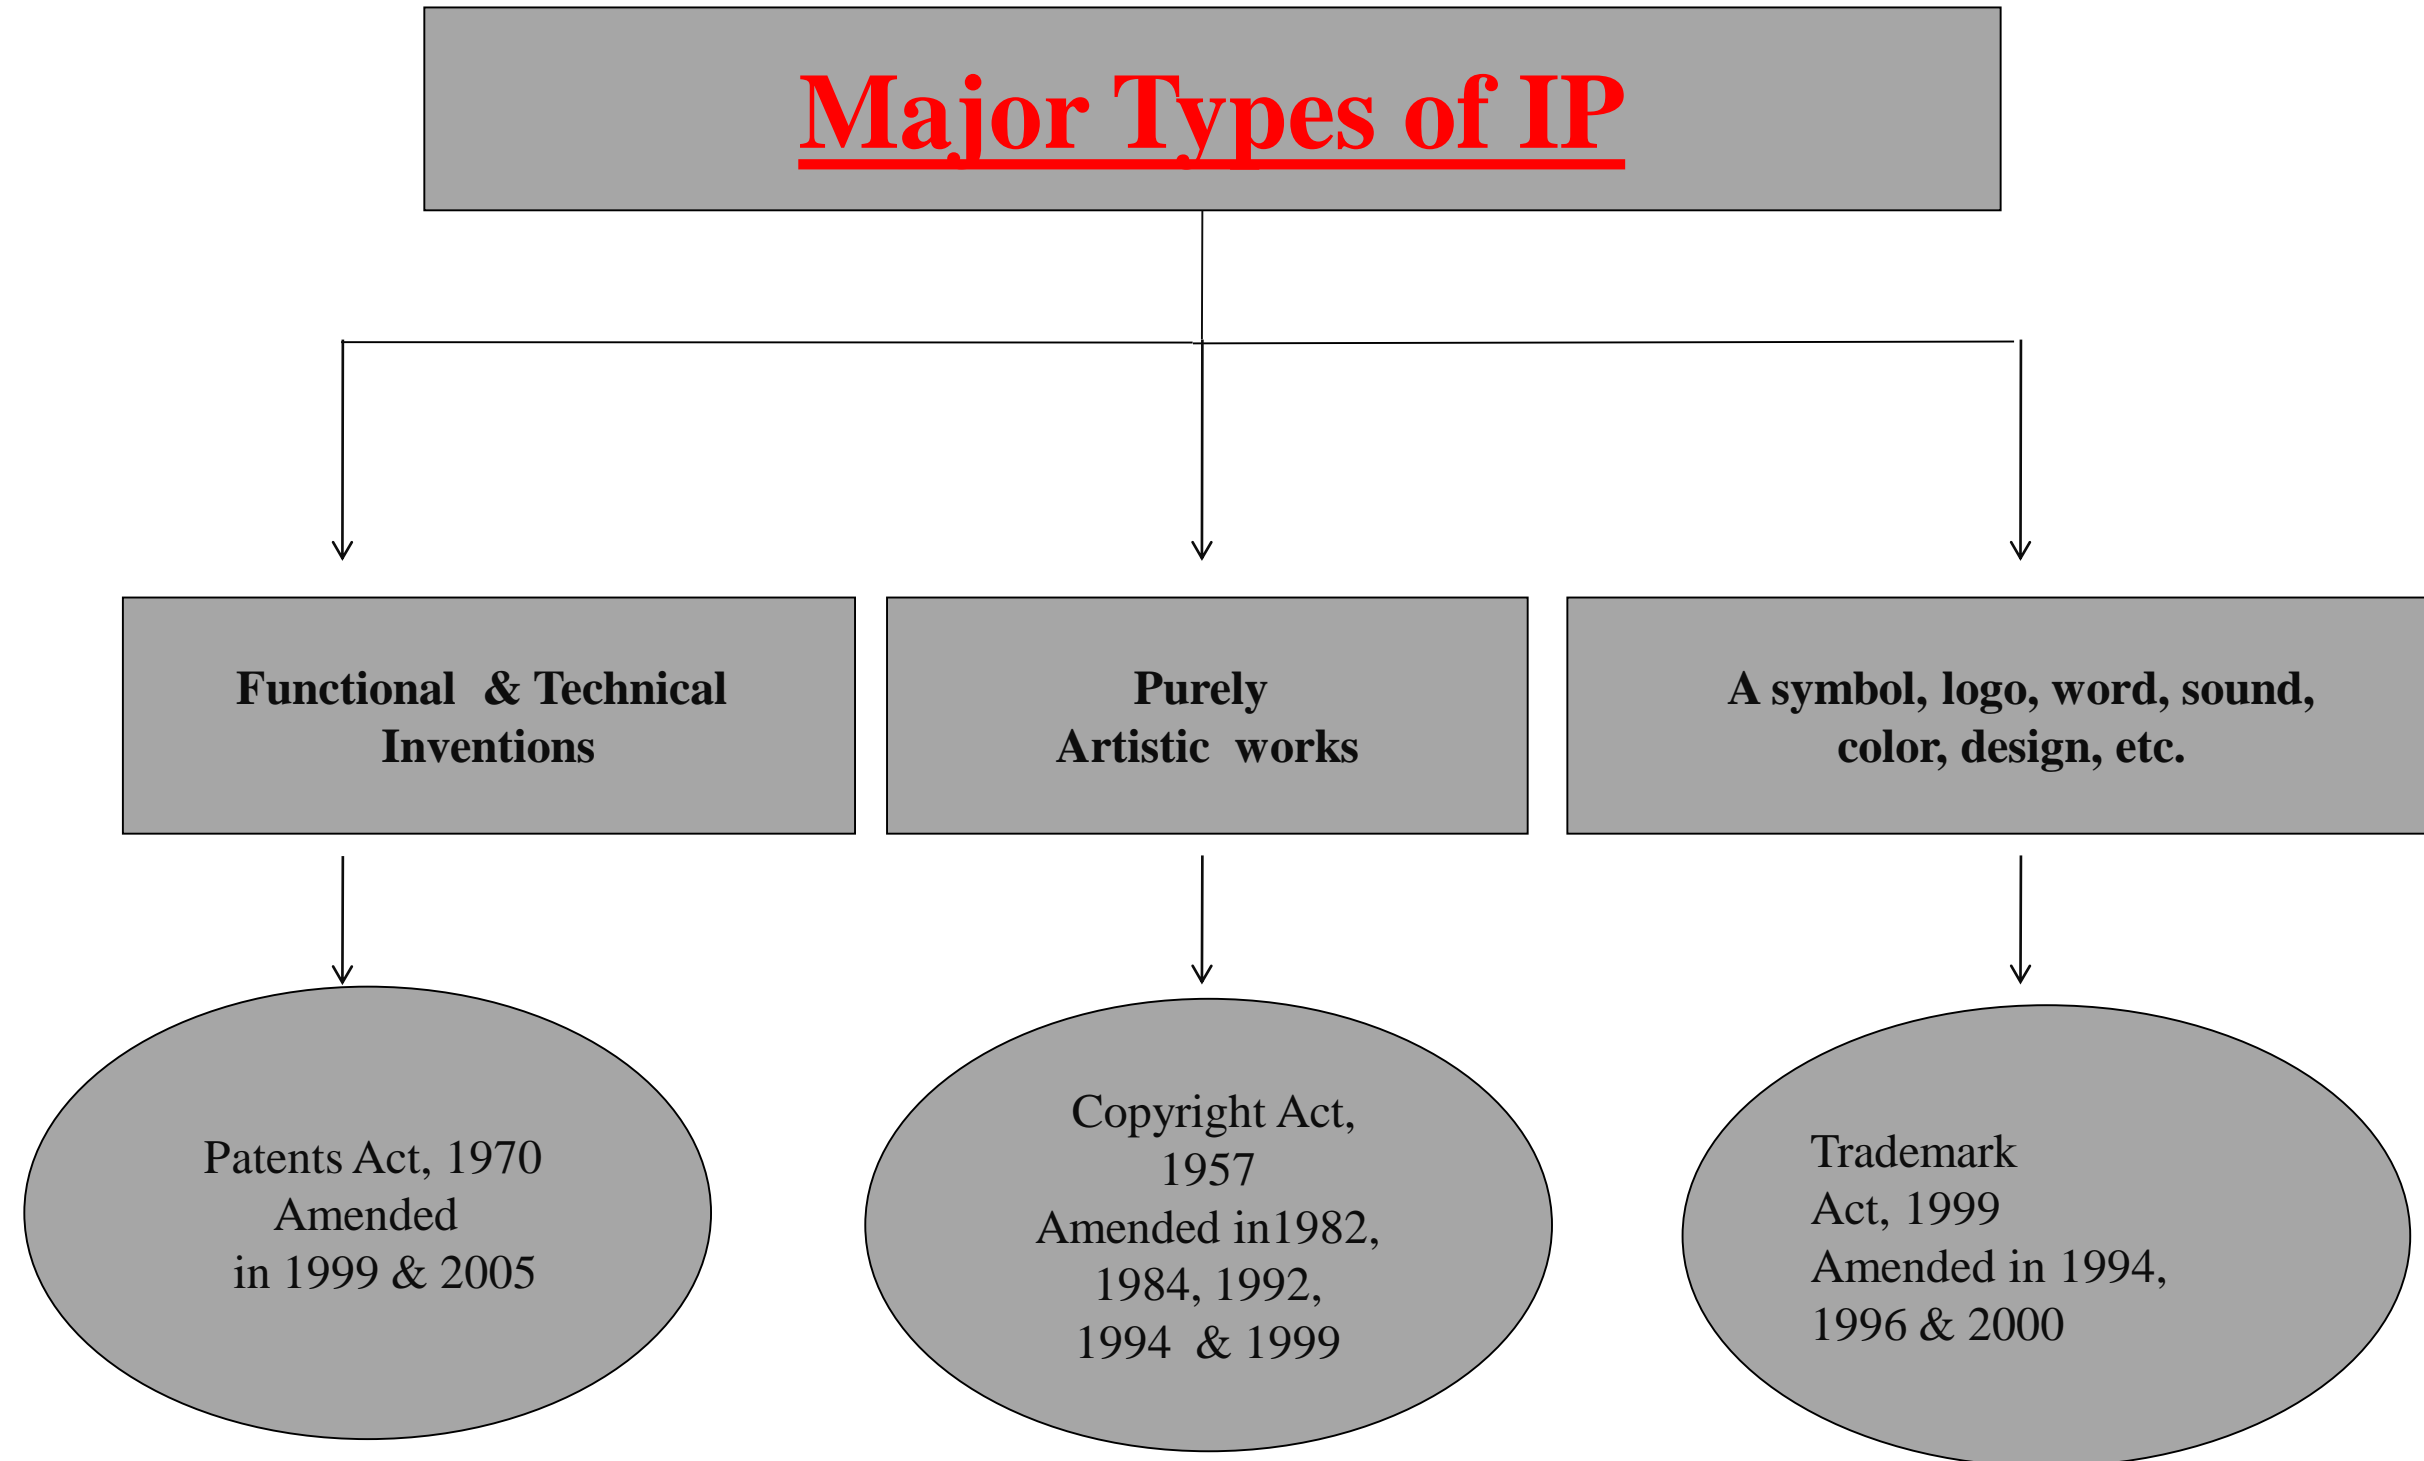 Major Types of IP
Functional & Technical
Inventions
Purely
Artistic works
A symbol, logo, word, sound,
color, design, etc.
Patents Act, 1970
Amended
in 1999 & 2005
Copyright Act,
1957
Amended in1982,
1984, 1992,
1994 & 1999
Trademark
Act, 1999
Amended in 1994,
1996 & 2000